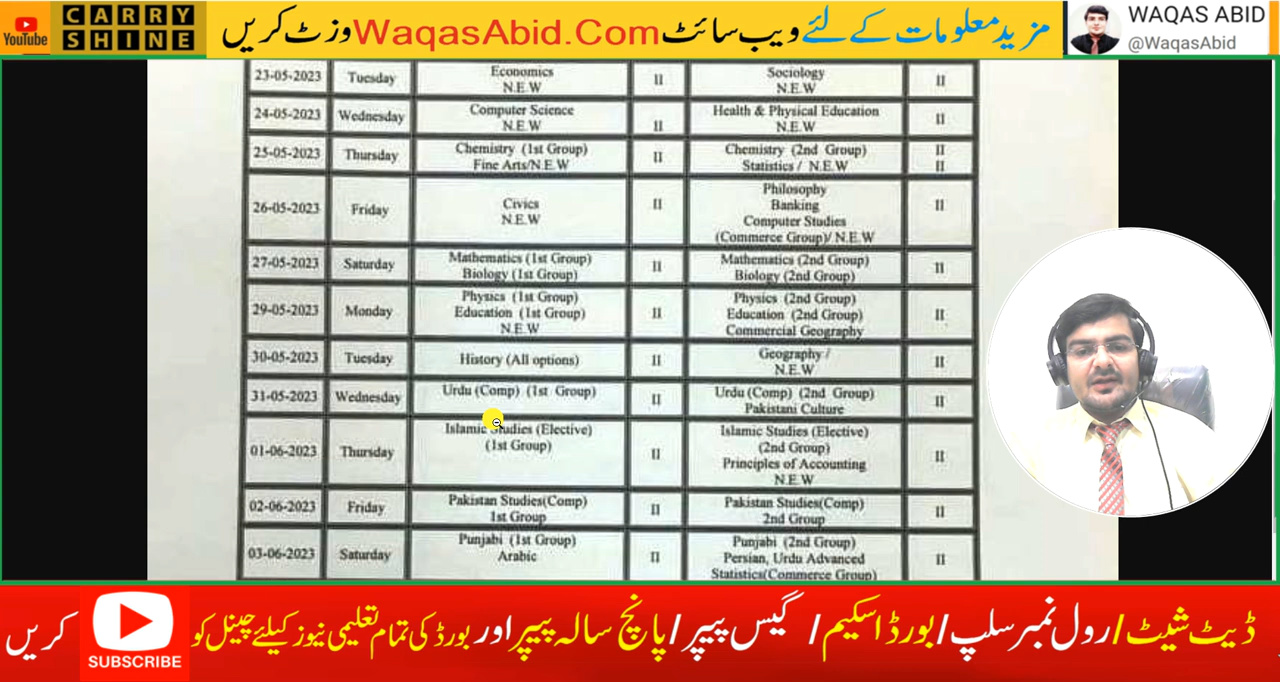 YouTube
CARRY
SHINE
مزید معلومات کے لئے ویب سائٹ WaqasAbid.Com وزٹ کریں
WAQAS ABID
@WaqasAbid
23-05-2023 Tuesday Economics II Sociology II
N.E.W N.E.W
24-05-2023 Wednesday Computer Science II Health & Physical Education II
N.E.W N.E.W
25-05-2023 Thursday Chemistry (1st Group) II Chemistry (2nd Group) II
Fine Arts/N.E.W Statistics / N.E.W II
26-05-2023 Friday Civics II Philosophy II
N.E.W Banking
Computer Studies
(Commerce Group)/ N.E.W
27-05-2023 Saturday Mathematics (1st Group) II Mathematics (2nd Group) II
Biology (1st Group) Biology (2nd Group)
29-05-2023 Monday Physics (1st Group) II Physics (2nd Group) II
Education (1st Group) Education (2nd Group)
N.E.W Commercial Geography
30-05-2023 Tuesday History (All options) II Geography / II
N.E.W
31-05-2023 Wednesday Urdu (Comp) (1st Group) II Urdu (Comp) (2nd Group) II
Pakistani Culture
01-06-2023 Thursday Islamic Studies (Elective) II Islamic Studies (Elective) II
(1st Group) (2nd Group)
Principles of Accounting
N.E.W
02-06-2023 Friday Pakistan Studies(Comp) II Pakistan Studies(Comp) II
1st Group 2nd Group
03-06-2023 Saturday Punjabi (1st Group) II Punjabi (2nd Group) II
Arabic Persian, Urdu Advanced
Statistics(Commerce Group)
ڈیٹ شیٹ/رول نمبر سلپ/بورڈ اسکیم/ گیس پیپر/پانچ سالہ پیپر اور بورڈ کی تمام تعلیمی نیوز کیلئے چینل کو SUBSCRIBE کریں